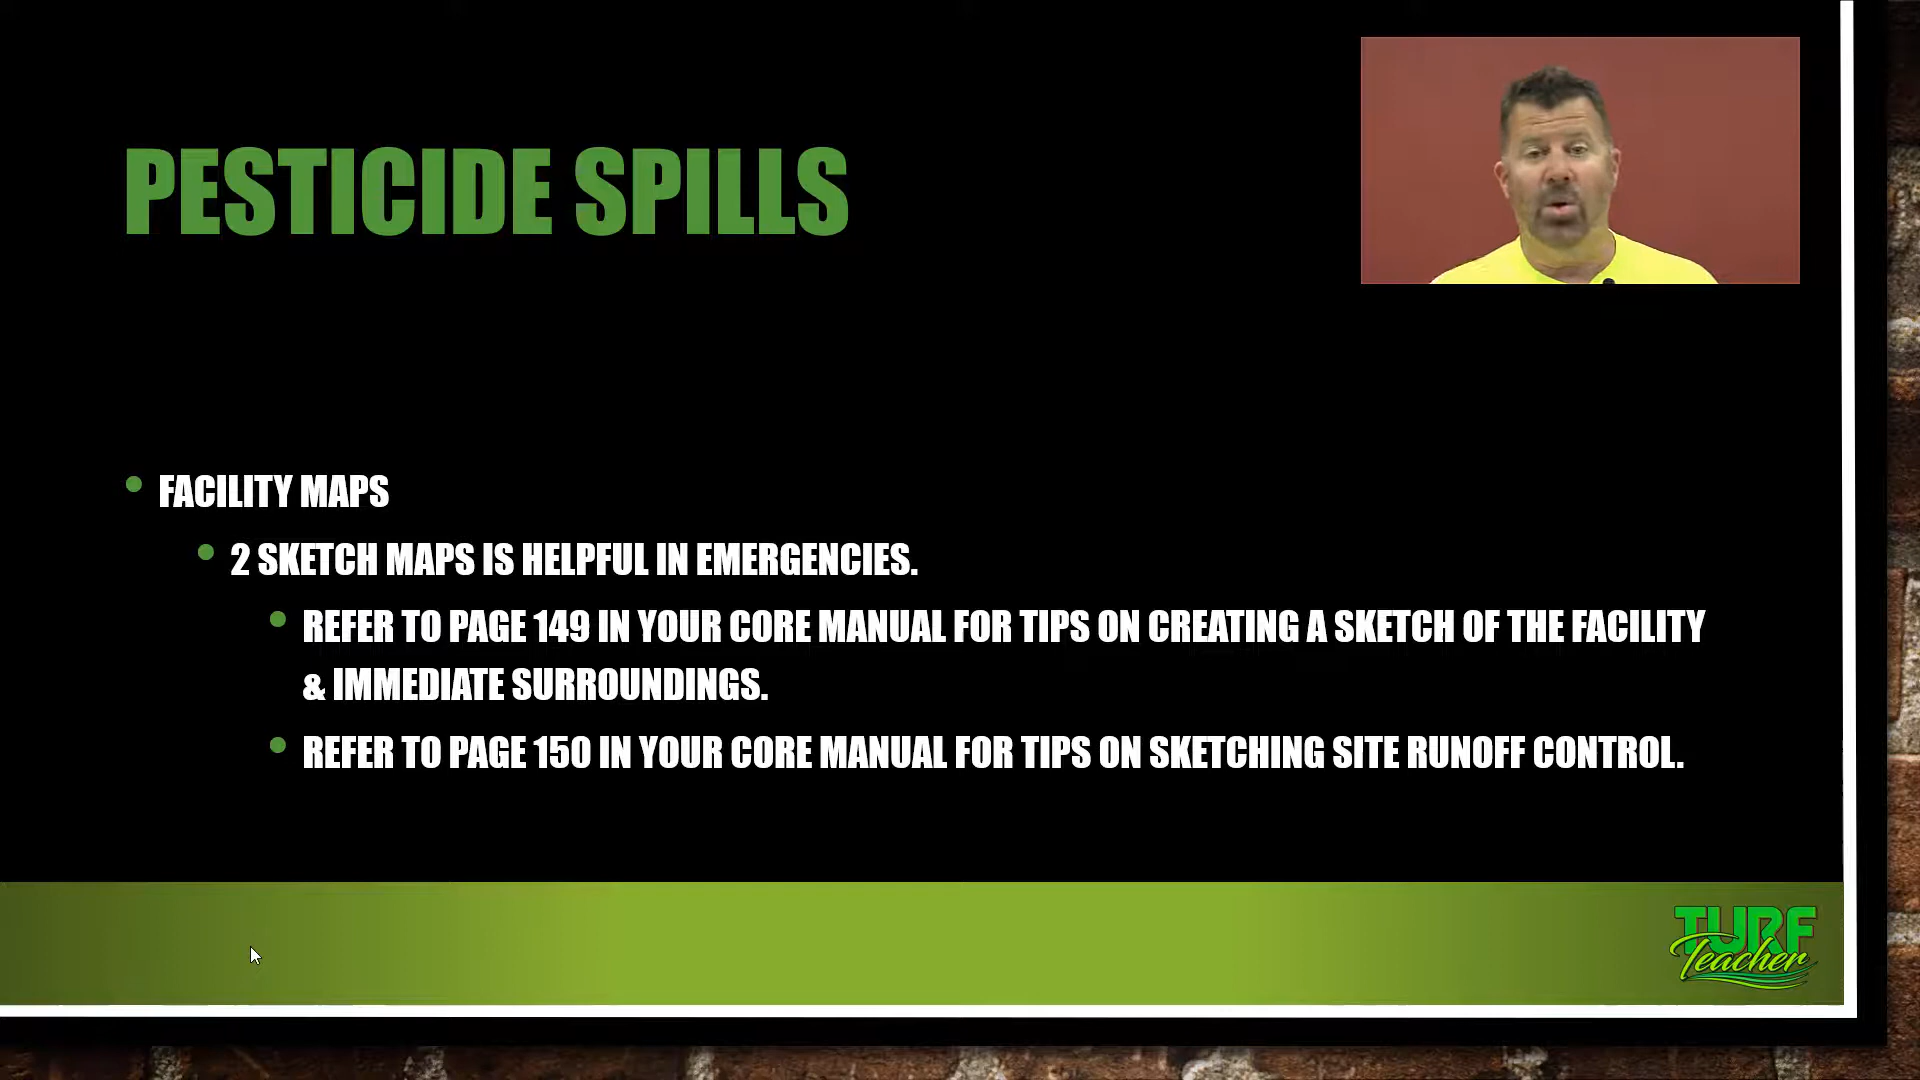 PESTICIDE SPILLS
FACILITY MAPS
2 SKETCH MAPS IS HELPFUL IN EMERGENCIES.
REFER TO PAGE 149 IN YOUR CORE MANUAL FOR TIPS ON CREATING A SKETCH OF THE FACILITY
& IMMEDIATE SURROUNDINGS.
REFER TO PAGE 150 IN YOUR CORE MANUAL FOR TIPS ON SKETCHING SITE RUNOFF CONTROL.
TURF
Teacher